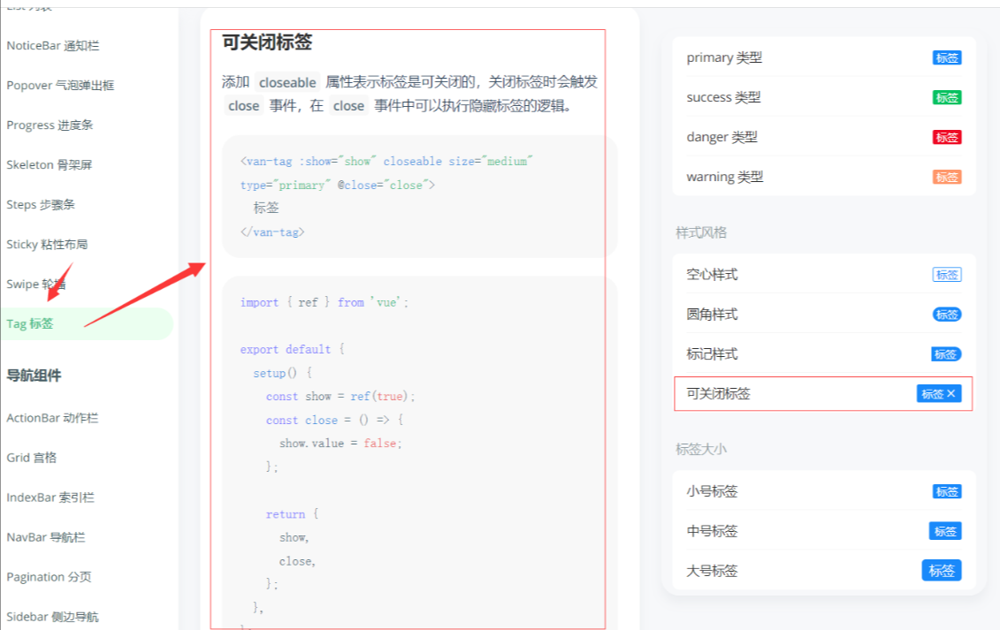 List 列表
NoticeBar 通知栏
Popover 气泡弹出框
Progress 进度条
Skeleton 骨架屏
Steps 步骤条
Sticky 粘性布局
Swipe 轮播
Tag 标签
导航组件
ActionBar 动作栏
Grid 宫格
IndexBar 索引栏
NavBar 导航栏
Pagination 分页
Sidebar 侧边导航
可关闭标签
添加 closeable 属性表示标签是可关闭的，关闭标签时会触发
close 事件，在 close 事件中可以执行隐藏标签的逻辑。
<van-tag :show="show" closeable size="medium"
type="primary" @close="close">
标签
</van-tag>
import { ref } from 'vue';
export default {
setup() {
const show = ref(true);
const close = () => {
show.value = false;
};
return {
show,
close,
};
},
};
primary 类型 标签
success 类型 标签
danger 类型 标签
warning 类型 标签
样式风格
空心样式 标签
圆角样式 标签
标记样式 标签
可关闭标签 标签 ×
标签大小
小号标签 标签
中号标签 标签
大号标签 标签